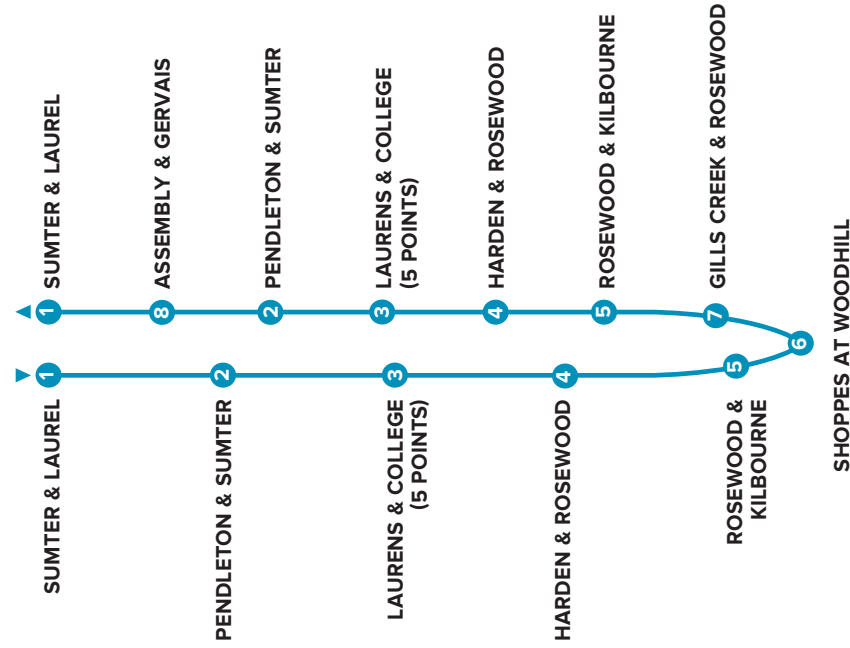 1 SUMTER & LAUREL
8 ASSEMBLY & GERVAIS
2 PENDLETON & SUMTER
3 LAURENS & COLLEGE
(5 POINTS)
4 HARDEN & ROSEWOOD
5 ROSEWOOD & KILBOURNE
7 GILLS CREEK & ROSEWOOD
SUMTER & LAUREL 1
PENDLETON & SUMTER 2
LAURENS & COLLEGE 3
(5 POINTS)
HARDEN & ROSEWOOD 4
ROSEWOOD & 5
KILBOURNE
6
SHOPPES AT WOODHILL